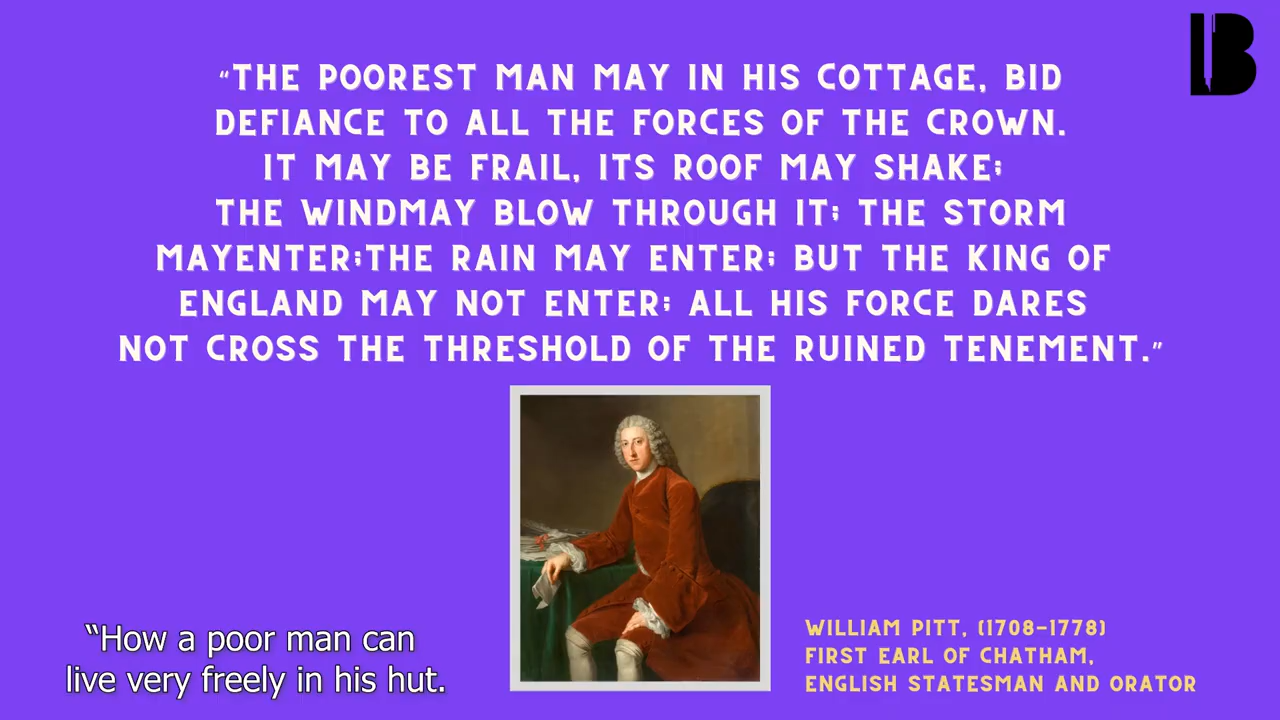 “THE POOREST MAN MAY IN HIS COTTAGE, BID
DEFIANCE TO ALL THE FORCES OF THE CROWN.
IT MAY BE FRAIL, ITS ROOF MAY SHAKE;
THE WINDMAY BLOW THROUGH IT; THE STORM
MAYENTER;THE RAIN MAY ENTER; BUT THE KING OF
ENGLAND MAY NOT ENTER; ALL HIS FORCE DARES
NOT CROSS THE THRESHOLD OF THE RUINED TENEMENT.”
WILLIAM PITT, (1708-1778)
FIRST EARL OF CHATHAM,
ENGLISH STATESMAN AND ORATOR
“How a poor man can
live very freely in his hut.
B